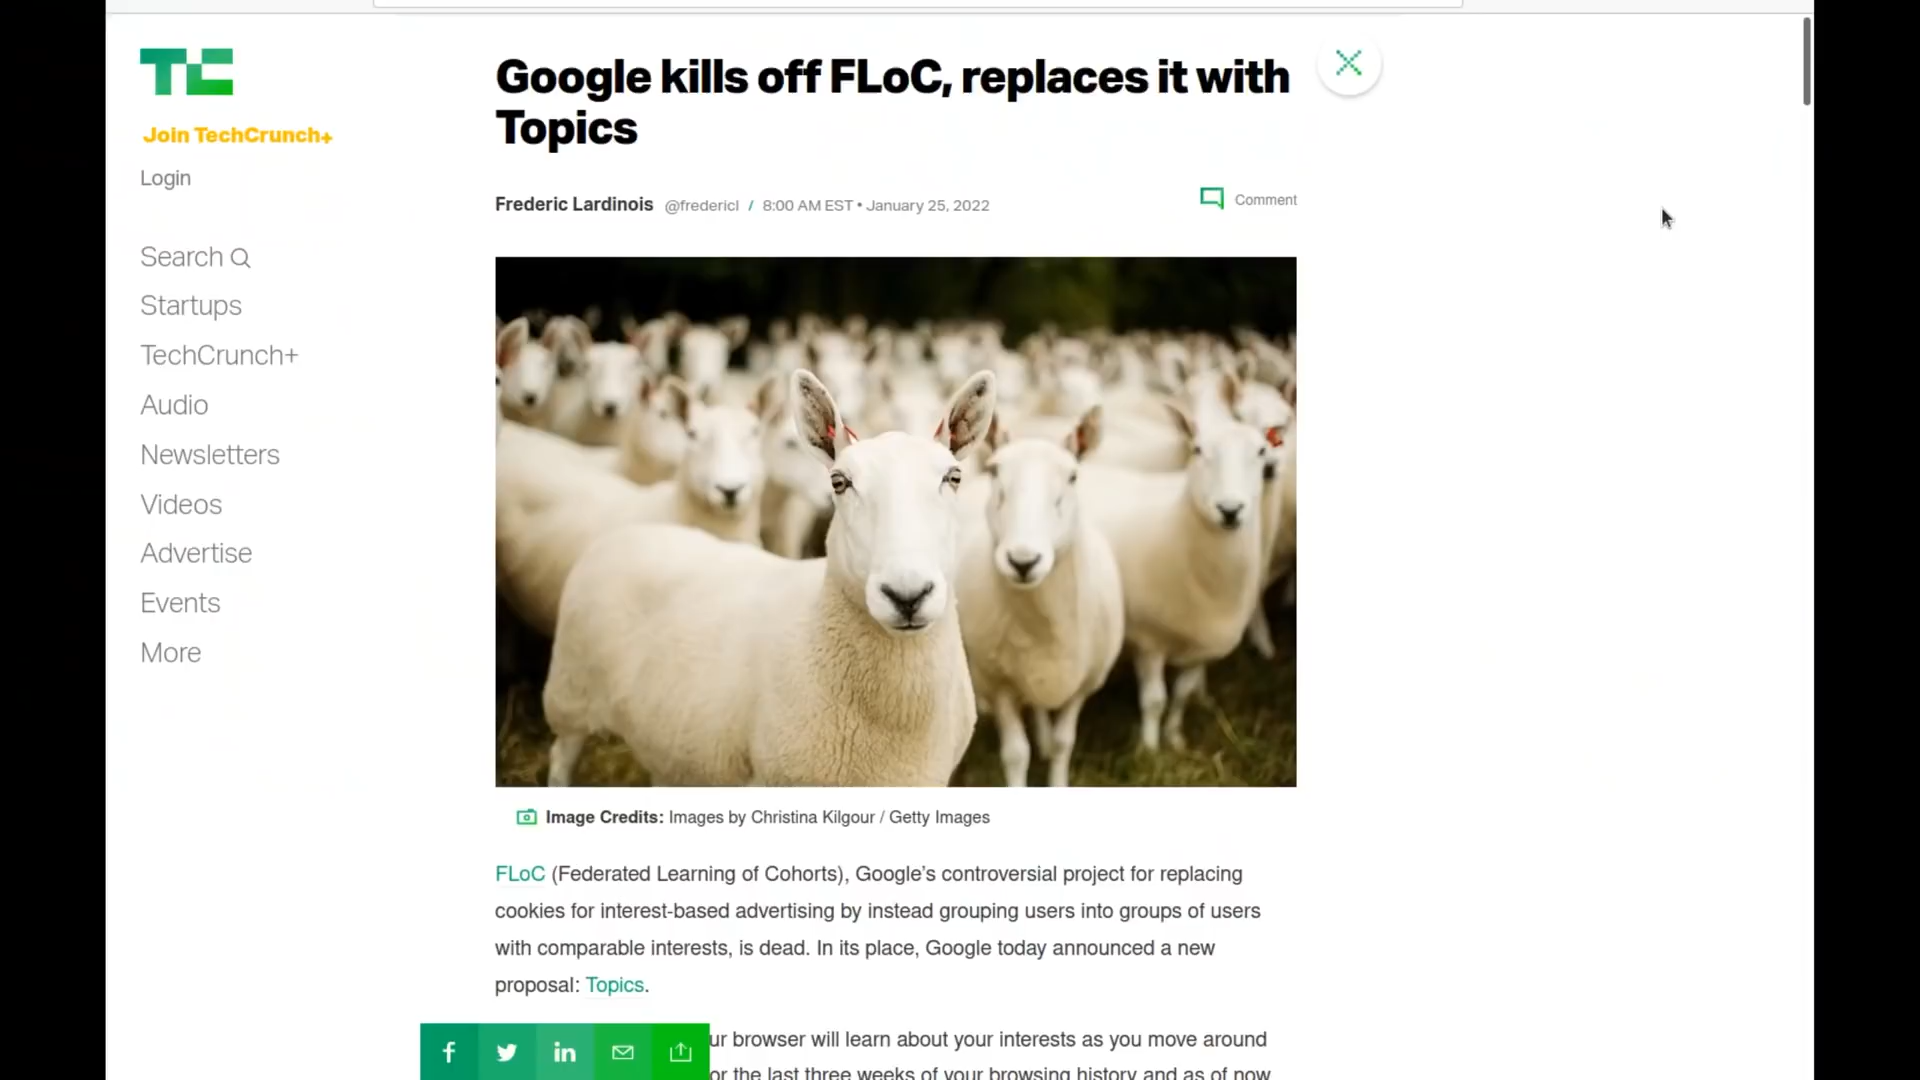 TC
Join TechCrunch+
Login
Search
Startups
TechCrunch+
Audio
Newsletters
Videos
Advertise
Events
More
Google kills off FLoC, replaces it with
Topics
Frederic Lardinois @fredericl / 8:00 AM EST • January 25, 2022
Comment
Image Credits: Images by Christina Kilgour / Getty Images
FLoC (Federated Learning of Cohorts), Google’s controversial project for replacing
cookies for interest-based advertising by instead grouping users into groups of users
with comparable interests, is dead. In its place, Google today announced a new
proposal: Topics.
browser will learn about your interests as you move around
the last three weeks of your browsing history and as of now